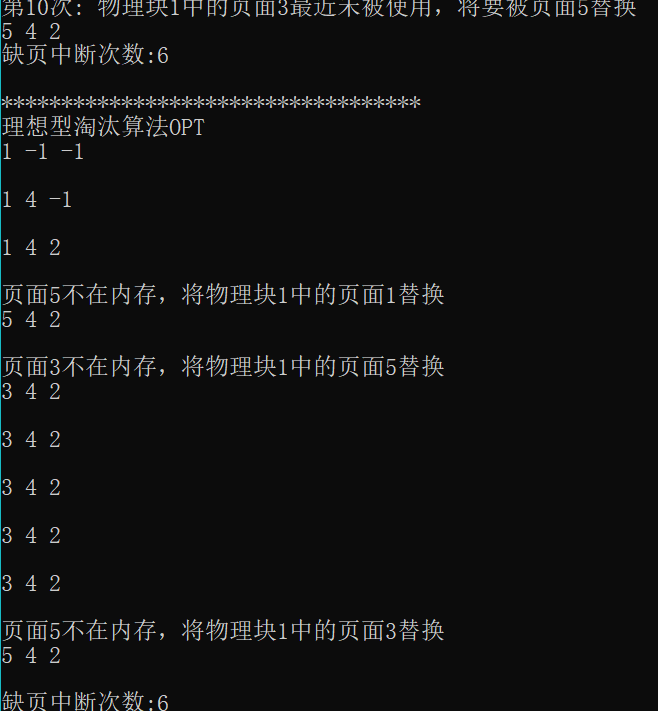 第10次: 物理块1中的页面3最近未被使用，将要被页面5替换
5 4 2
缺页中断次数:6
***********************************
理想型淘汰算法OPT
1 -1 -1
1 4 -1
1 4 2
页面5不在内存，将物理块1中的页面1替换
5 4 2
页面3不在内存，将物理块1中的页面5替换
3 4 2
3 4 2
3 4 2
3 4 2
3 4 2
页面5不在内存，将物理块1中的页面3替换
5 4 2
缺页中断次数:6